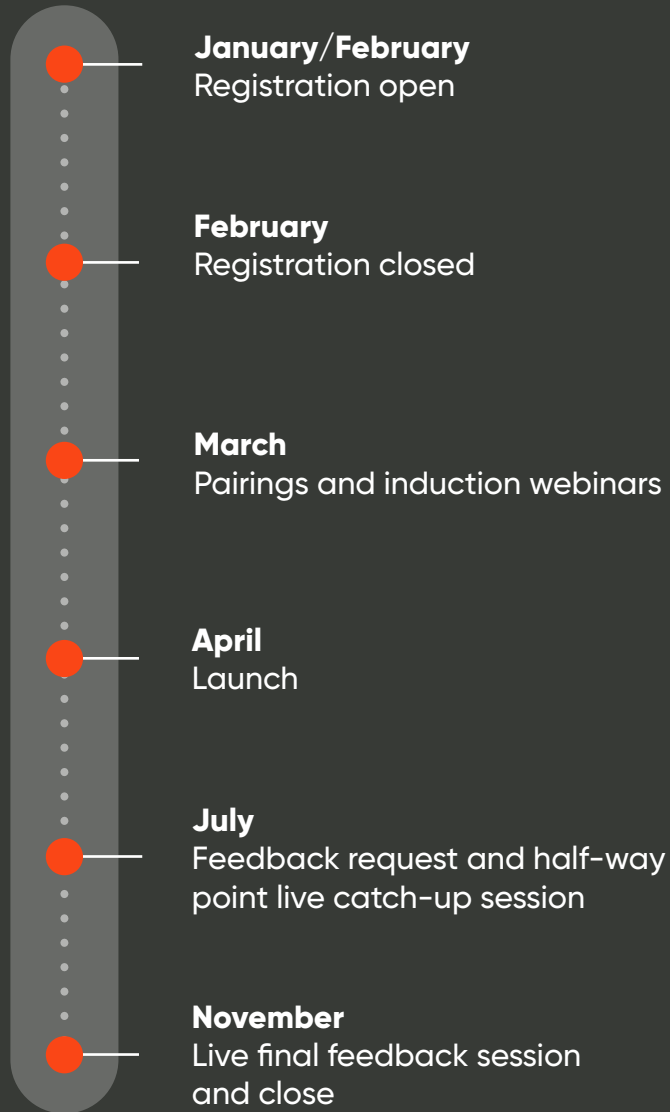 January/February
Registration open
February
Registration closed
March
Pairings and induction webinars
April
Launch
July
Feedback request and half-way
point live catch-up session
November
Live final feedback session
and close